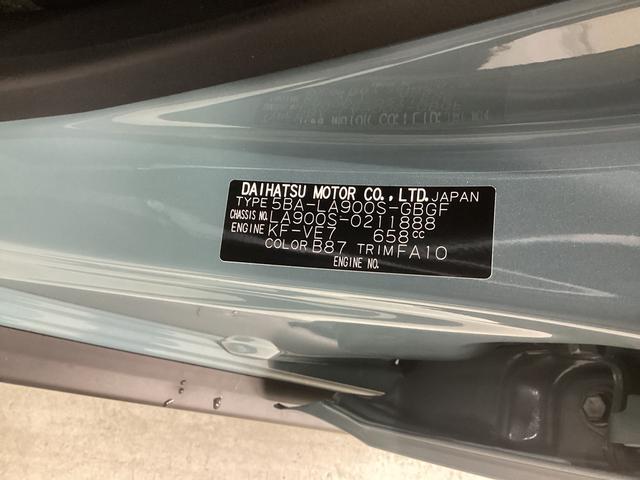 DAIHATSU MOTOR CO.,LTD. JAPAN
TYPE 5BA-LA900S-GBGF
CHASSIS NO. LA900S-0211888
ENGINE KF-VE7 658cc
COLOR B87 TRIM FA10
ENGINE NO.